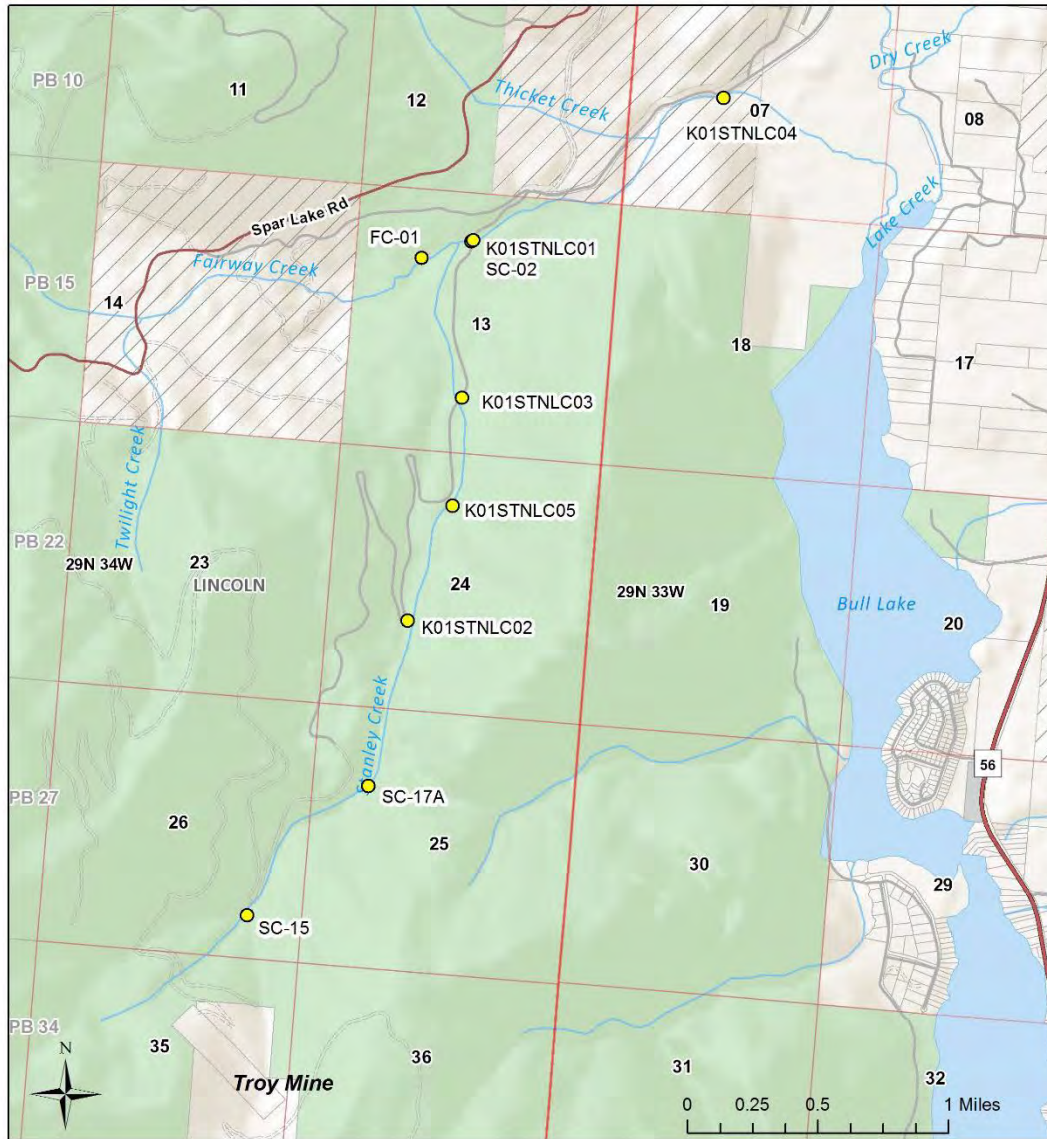 PB 10
11
12
Thicket Creek
Dry Creek
07
K01STNLC04
08
Spar Lake Rd
Lake Creek
FC-01
K01STNLC01
SC-02
Fairway Creek
PB 15
14
13
18
17
K01STNLC03
Twilight Creek
PB 22
K01STNLC05
29N 34W
23
LINCOLN
24
29N 33W
19
Bull Lake
20
K01STNLC02
Stanley Creek
56
PB 27
SC-17A
26
25
30
29
SC-15
PB 34
35
36
31
32
N
Troy Mine
0 0.25 0.5 1 Miles